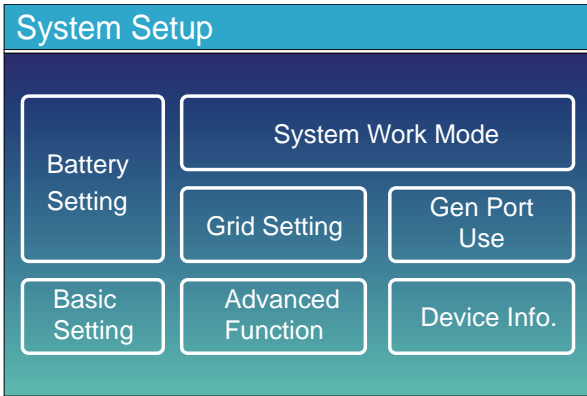 System Setup
Battery
Setting
System Work Mode
Grid Setting
Gen Port
Use
Basic
Setting
Advanced
Function
Device Info.